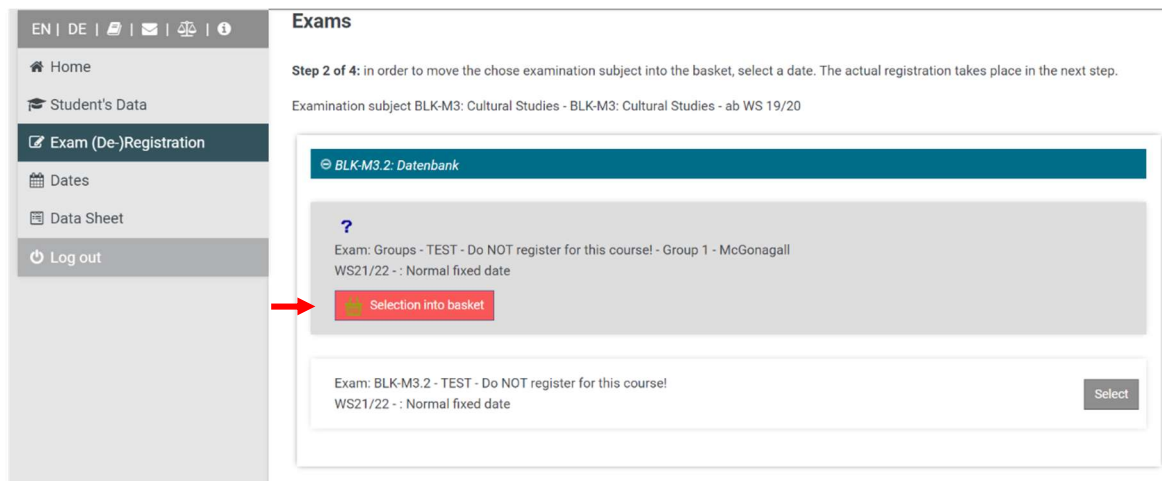 EN | DE | | | |
Home
Student's Data
Exam (De-)Registration
Dates
Data Sheet
Log out
Exams
Step 2 of 4: in order to move the chose examination subject into the basket, select a date. The actual registration takes place in the next step.
Examination subject BLK-M3: Cultural Studies - BLK-M3: Cultural Studies - ab WS 19/20
BLK-M3.2: Datenbank
?
Exam: Groups - TEST - Do NOT register for this course! - Group 1 - McGonagall
WS21/22 - : Normal fixed date
Selection into basket
Exam: BLK-M3.2 - TEST - Do NOT register for this course!
WS21/22 - : Normal fixed date
Select